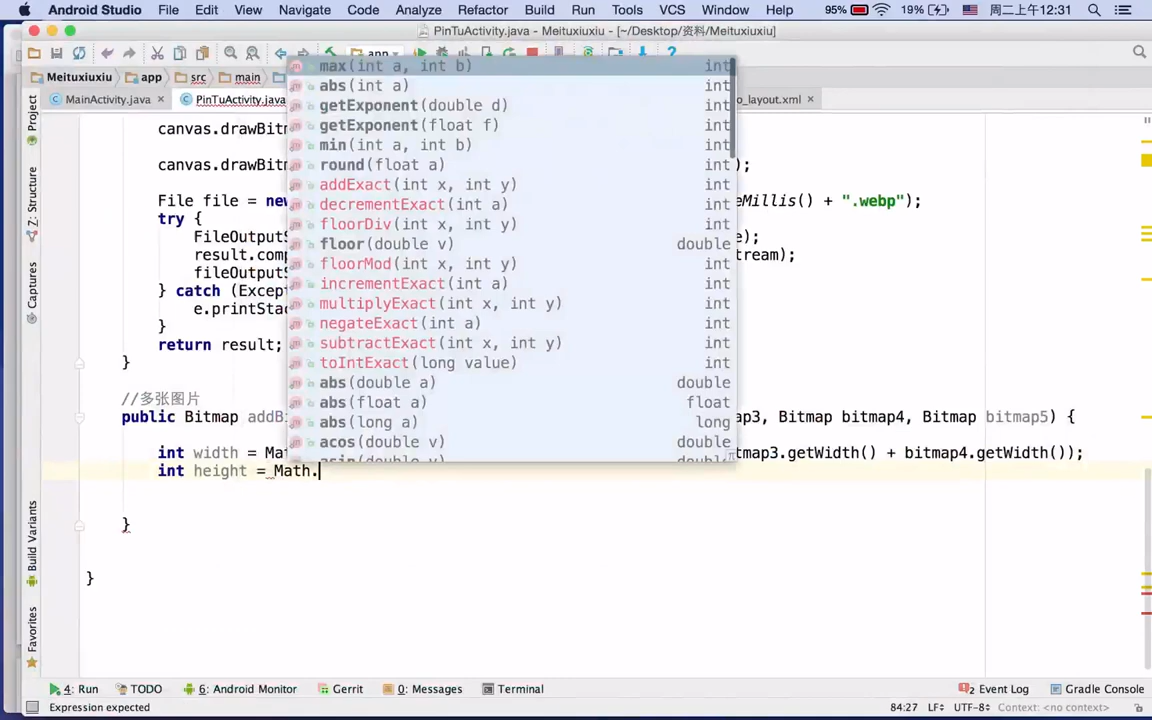 Android Studio File Edit View Navigate Code Analyze Refactor Build Run Tools VCS Window Help 95% 19% 周二上午12:31
PinTuActivity.java - Meituxiuxiu - [~/Desktop/资料/Meituxiuxiu]
app
Meituxiuxiu app src main
MainActivity.java PinTuActivity.java o_layout.xml
1: Project
Z: Structure
Captures
Build Variants
Favorites
canvas.drawBit
canvas.drawBit );
File file = new eMillis() + ".webp");
try {
FileOutputS e);
result.comp tream);
fileOutputS
} catch (Except
e.printStac
}
return result;
}
//多张图片
public Bitmap addBi ap3, Bitmap bitmap4, Bitmap bitmap5) {
int width = Mat tmap3.getWidth() + bitmap4.getWidth());
int height = Math.
}
}
max(int a, int b) int
abs(int a) int
getExponent(double d) int
getExponent(float f) int
min(int a, int b) int
round(float a) int
addExact(int x, int y) int
decrementExact(int a) int
floorDiv(int x, int y) int
floor(double v) double
floorMod(int x, int y) int
incrementExact(int a) int
multiplyExact(int x, int y) int
negateExact(int a) int
subtractExact(int x, int y) int
toIntExact(long value) int
abs(double a) double
abs(float a) float
abs(long a) long
acos(double v) double
asin(double v) double
4: Run TODO 6: Android Monitor Gerrit 0: Messages Terminal 2 Event Log Gradle Console
Expression expected 84:27 LF UTF-8 Context: <no context>